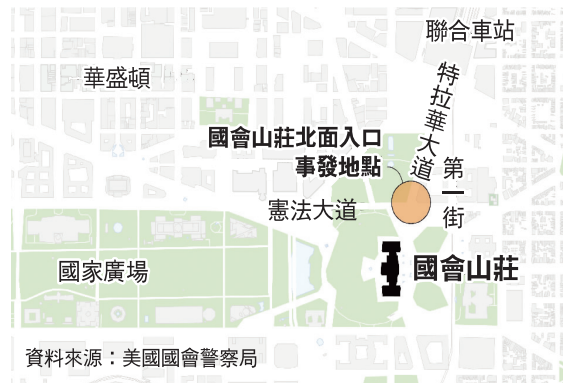 聯合車站
華盛頓
特拉華大道
國會山莊北面入口
事發地點
第一街
憲法大道
國會山莊
國家廣場
資料來源：美國國會警察局